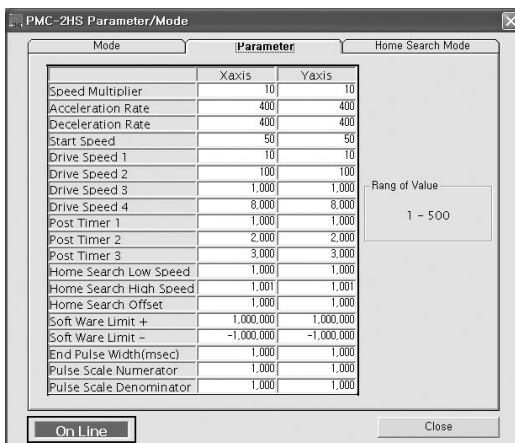 PMC-2HS Parameter/Mode
Mode Parameter Home Search Mode
Xaxis Yaxis
Speed Multiplier 10 10
Acceleration Rate 400 400
Deceleration Rate 400 400
Start Speed 50 50
Drive Speed 1 10 10
Drive Speed 2 100 100
Drive Speed 3 1,000 1,000
Drive Speed 4 8,000 8,000
Post Timer 1 1,000 1,000
Post Timer 2 2,000 2,000
Post Timer 3 3,000 3,000
Home Search Low Speed 1,000 1,000
Home Search High Speed 1,001 1,001
Home Search Offset 1,000 1,000
Soft Ware Limit + 1,000,000 1,000,000
Soft Ware Limit - -1,000,000 -1,000,000
End Pulse Width(msec) 1,000 1,000
Pulse Scale Numerator 1,000 1,000
Pulse Scale Denominator 1,000 1,000
Rang of Value
1 - 500
On Line
Close